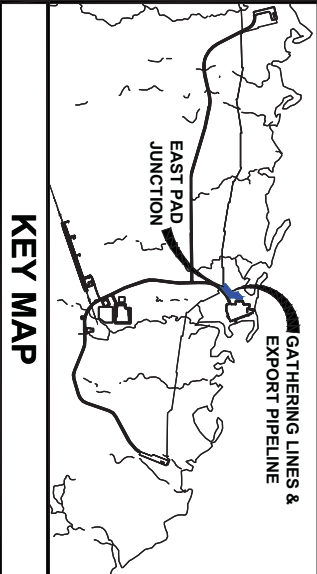 GATHERING LINES &
EXPORT PIPELINE
EAST PAD
JUNCTION
KEY MAP